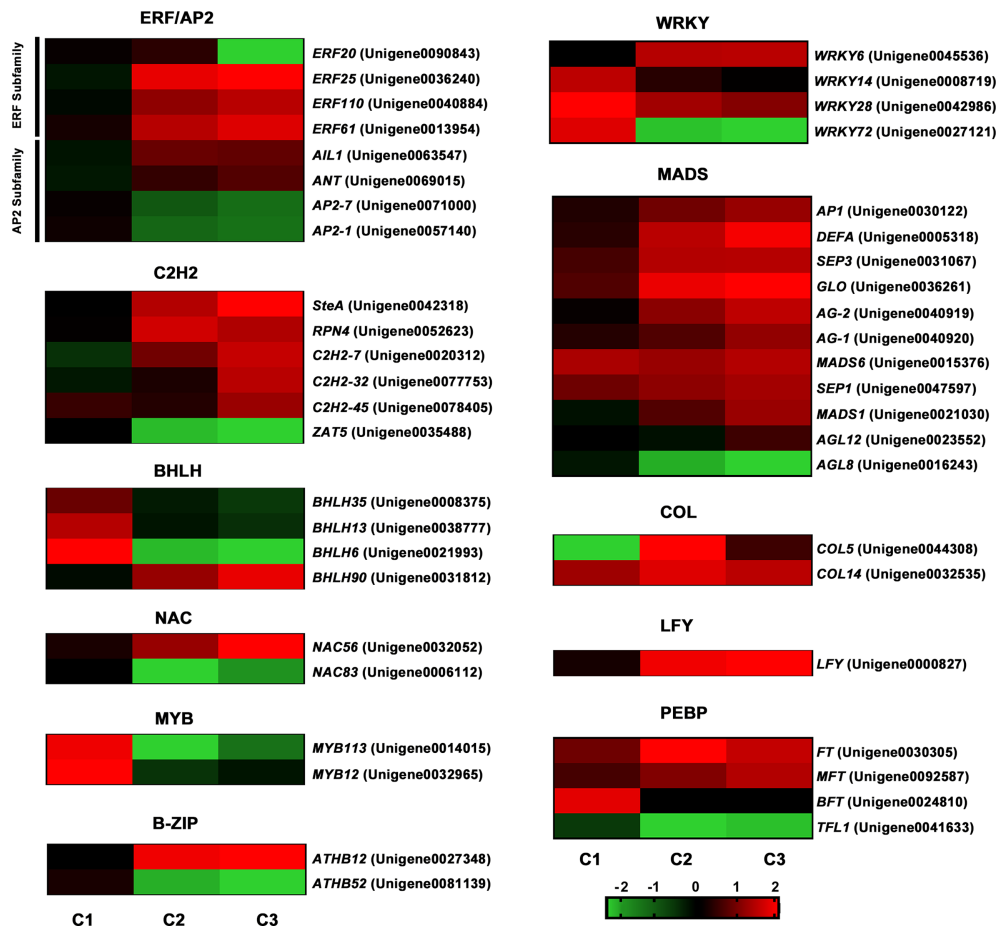 ERF/AP2
ERF Subfamily
ERF20 (Unigene0090843)
ERF25 (Unigene0036240)
ERF110 (Unigene0040884)
ERF61 (Unigene0013954)
AP2 Subfamily
AIL1 (Unigene0063547)
ANT (Unigene0069015)
AP2-7 (Unigene0071000)
AP2-1 (Unigene0057140)
C2H2
SteA (Unigene0042318)
RPN4 (Unigene0052623)
C2H2-7 (Unigene0020312)
C2H2-32 (Unigene0077753)
C2H2-45 (Unigene0078405)
ZAT5 (Unigene0035488)
BHLH
BHLH35 (Unigene0008375)
BHLH13 (Unigene0038777)
BHLH6 (Unigene0021993)
BHLH90 (Unigene0031812)
NAC
NAC56 (Unigene0032052)
NAC83 (Unigene0006112)
MYB
MYB113 (Unigene0014015)
MYB12 (Unigene0032965)
B-ZIP
ATHB12 (Unigene0027348)
ATHB52 (Unigene0081139)
C1 C2 C3
WRKY
WRKY6 (Unigene0045536)
WRKY14 (Unigene0008719)
WRKY28 (Unigene0042986)
WRKY72 (Unigene0027121)
MADS
AP1 (Unigene0030122)
DEFA (Unigene0005318)
SEP3 (Unigene0031067)
GLO (Unigene0036261)
AG-2 (Unigene0040919)
AG-1 (Unigene0040920)
MADS6 (Unigene0015376)
SEP1 (Unigene0047597)
MADS1 (Unigene0021030)
AGL12 (Unigene0023552)
AGL8 (Unigene0016243)
COL
COL5 (Unigene0044308)
COL14 (Unigene0032535)
LFY
LFY (Unigene0000827)
PEBP
FT (Unigene0030305)
MFT (Unigene0092587)
BFT (Unigene0024810)
TFL1 (Unigene0041633)
C1 C2 C3
-2 -1 0 1 2